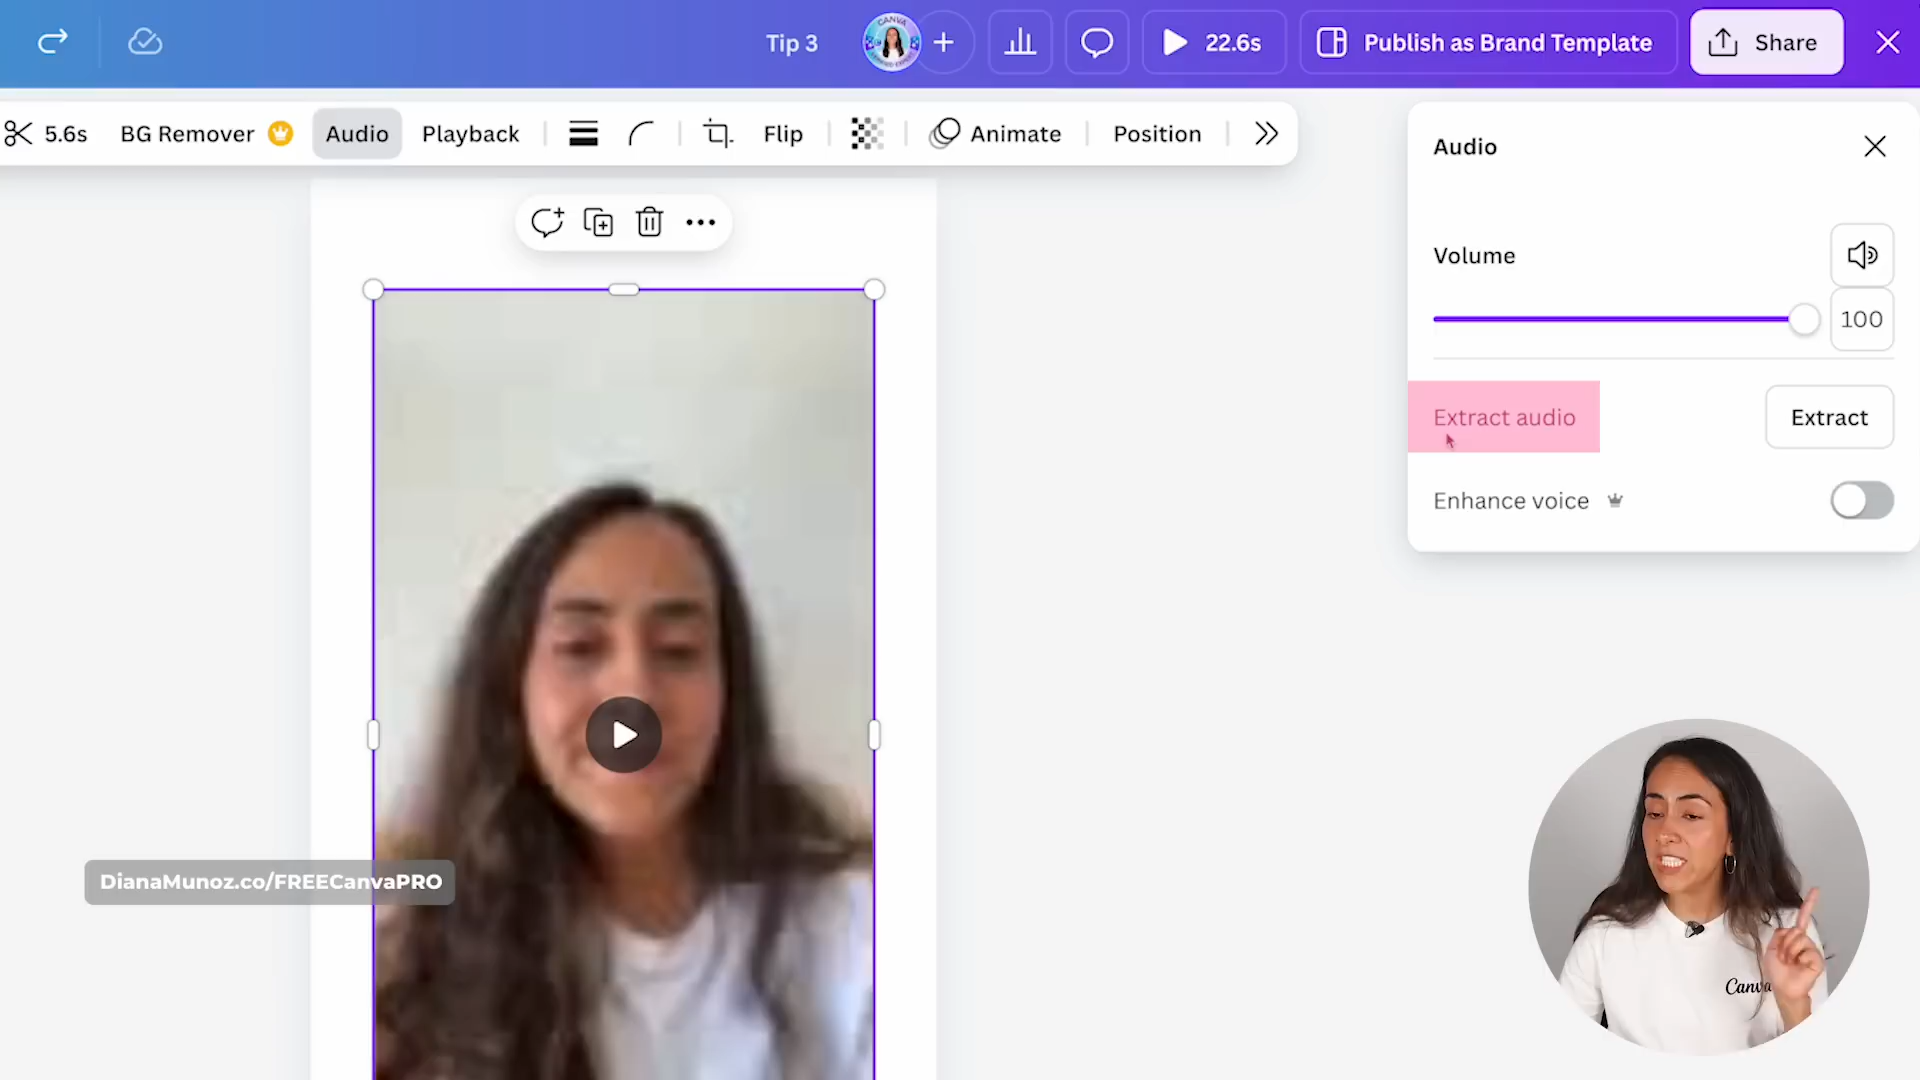 Tip 3
CANVA
22.6s
Publish as Brand Template
Share
5.6s
BG Remover
Audio
Playback
Flip
Animate
Position
Audio
Volume
100
Extract audio
Extract
Enhance voice
DianaMunoz.co/FREECanvaPRO
Canva